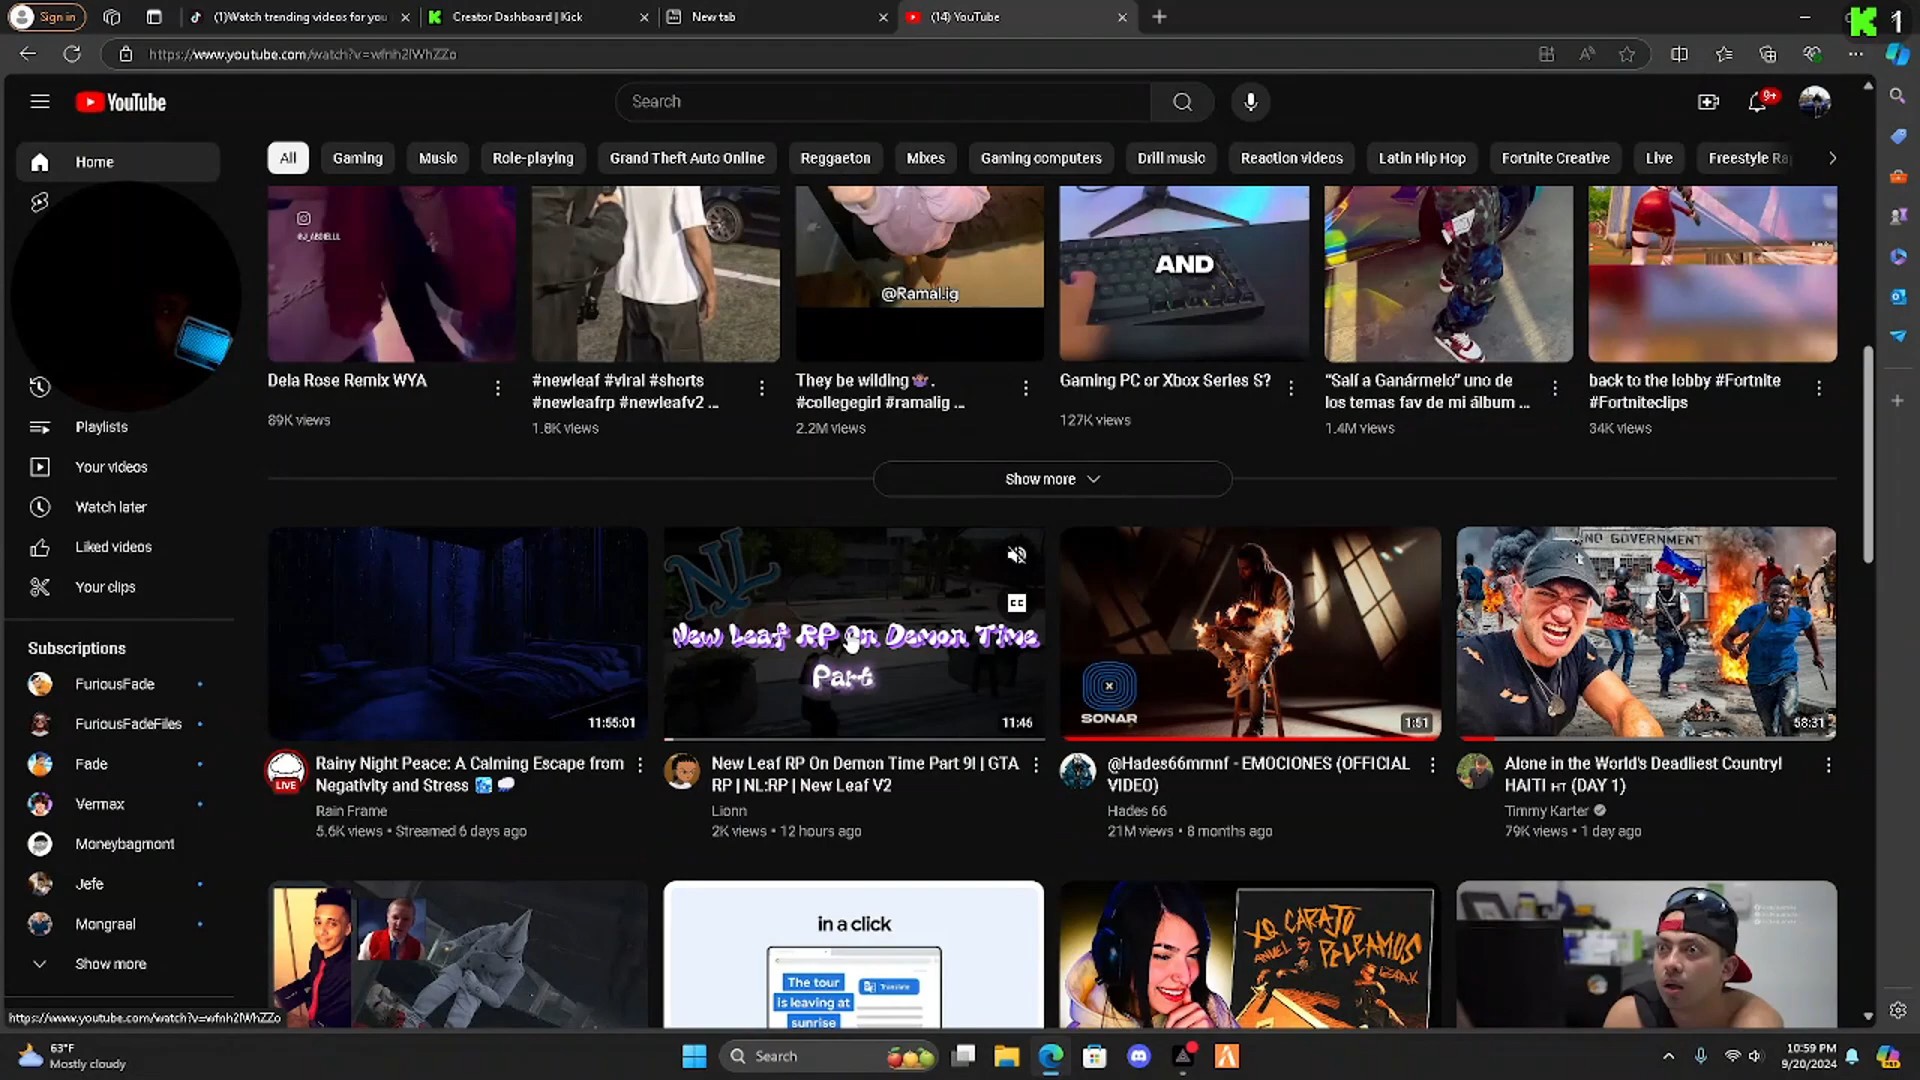 Sign in
(1)Watch trending videos for you
Creator Dashboard | Kick
New tab
(14) YouTube
K 1
https://www.youtube.com/watch?v=wfnh2lWhZZo
YouTube
Search
9+
Home
All
Gaming
Music
Role-playing
Grand Theft Auto Online
Reggaeton
Mixes
Gaming computers
Drill music
Reaction videos
Latin Hip Hop
Fortnite Creative
Live
Freestyle Ra
@Ramal.ig
AND
Dela Rose Remix WYA
89K views
#newleaf #viral #shorts
#newleafrp #newleafv2 ...
1.8K views
They be wilding🤷🏾‍♀️.
#collegegirl #ramalig ...
2.2M views
Gaming PC or Xbox Series S?
127K views
"Salí a Ganármelo" uno de
los temas fav de mi álbum ...
1.4M views
back to the lobby #Fortnite
#Fortniteclips
34K views
Playlists
Your videos
Watch later
Liked videos
Your clips
Show more
Subscriptions
FuriousFade
FuriousFadeFiles
Fade
Vermax
Moneybagmont
Jefe
Mongraal
Show more
11:55:01
LIVE
Rainy Night Peace: A Calming Escape from
Negativity and Stress
Rain Frame
5.6K views • Streamed 6 days ago
NL
CC
New Leaf RP On Demon Time
Part
11:46
New Leaf RP On Demon Time Part 9! | GTA
RP | NL:RP | New Leaf V2
Lionn
2K views • 12 hours ago
SONAR
1:51
@Hades66mmnf - EMOCIONES (OFFICIAL
VIDEO)
Hades 66
21M views • 8 months ago
NO GOVERNMENT
58:31
Alone in the World's Deadliest Country!
HAITI HT (DAY 1)
Timmy Karter
79K views • 1 day ago
in a click
The tour
is leaving at
sunrise
Translate
XQ CARAJO
PELEAMOS
https://www.youtube.com/watch?v=wfnh2lWhZZo
63°F
Mostly cloudy
Search
10:59 PM
9/20/2024